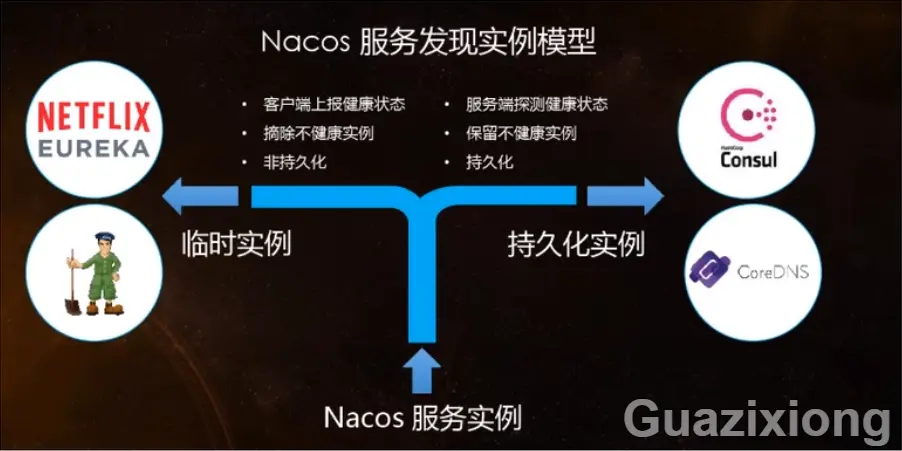 Nacos 服务发现实例模型
NETFLIX
EUREKA
• 客户端上报健康状态
• 摘除不健康实例
• 非持久化
• 服务端探测健康状态
• 保留不健康实例
• 持久化
HashiCorp
Consul
临时实例
持久化实例
CoreDNS
Nacos 服务实例
Guazixiong